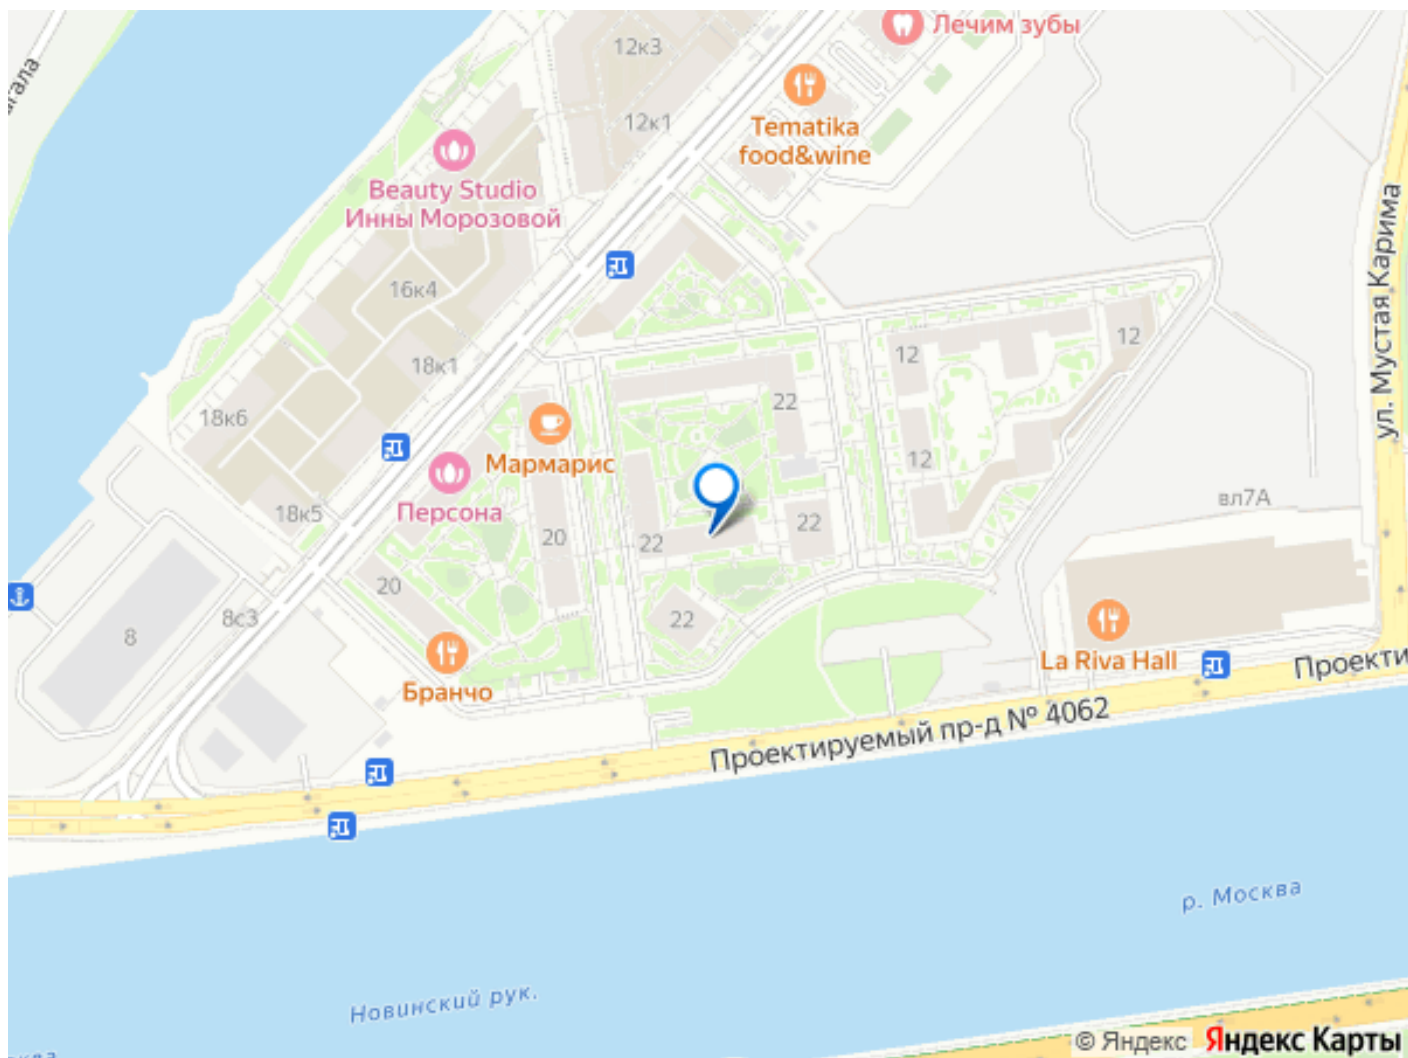 Лечим зубы
12к3
12к1
Tematika
food&wine
Beauty Studio
Инны Морозовой
ул. Мустая Карима
16к4
18к1
12
12
22
18к6
Мармарис
12
18к5
Персона
20
22
22
вл7А
20
8с3
8
22
Бранчо
La Riva Hall
Проекти
Проектируемый пр-д № 4062
р. Москва
Новинский рук.
© Яндекс Яндекс Карты